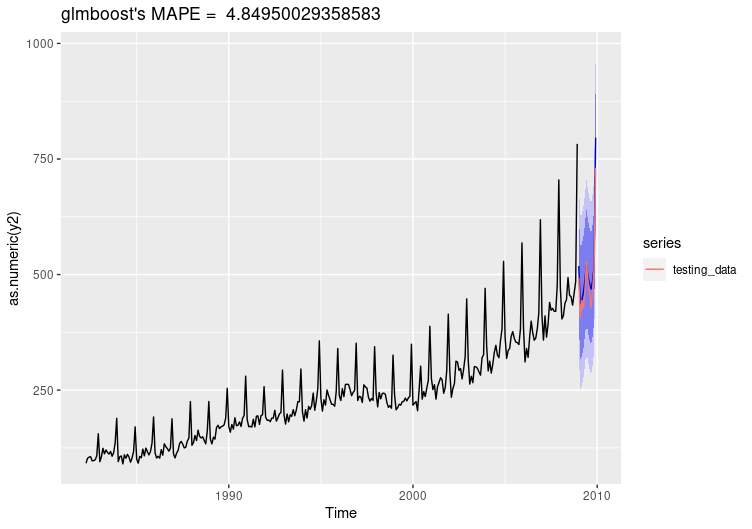 glmboost's MAPE = 4.84950029358583
1000
750
500
250
as.numeric(y2)
1990
2000
2010
Time
series
testing_data